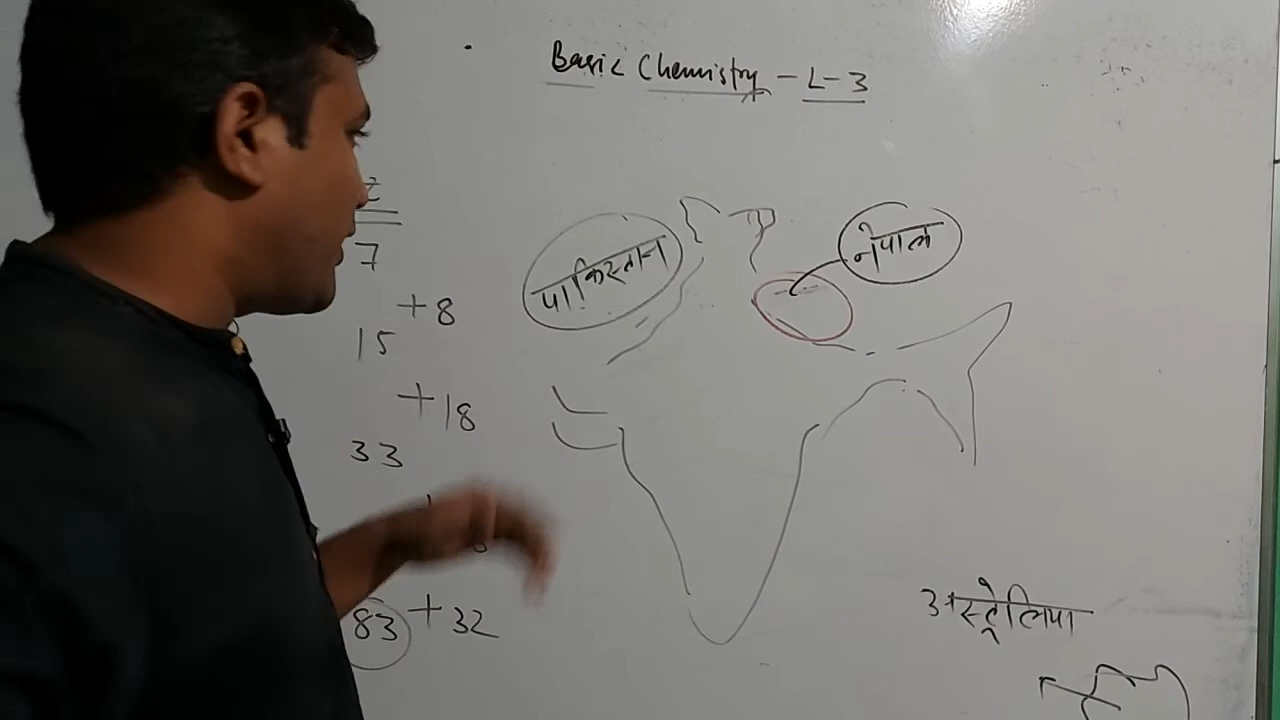 Basic Chemistry - L-3
Z
7
+8
15
+18
33
83 +32
पाकिस्तान
नेपाल
आस्ट्रेलिया